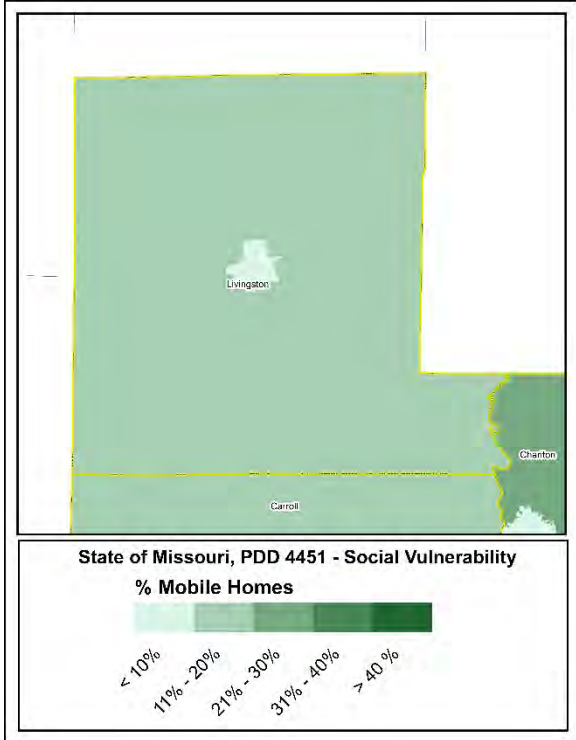 Livingston
Chariton
Carroll
State of Missouri, PDD 4451 - Social Vulnerability
% Mobile Homes
< 10%
11% - 20%
21% - 30%
31% - 40%
> 40 %